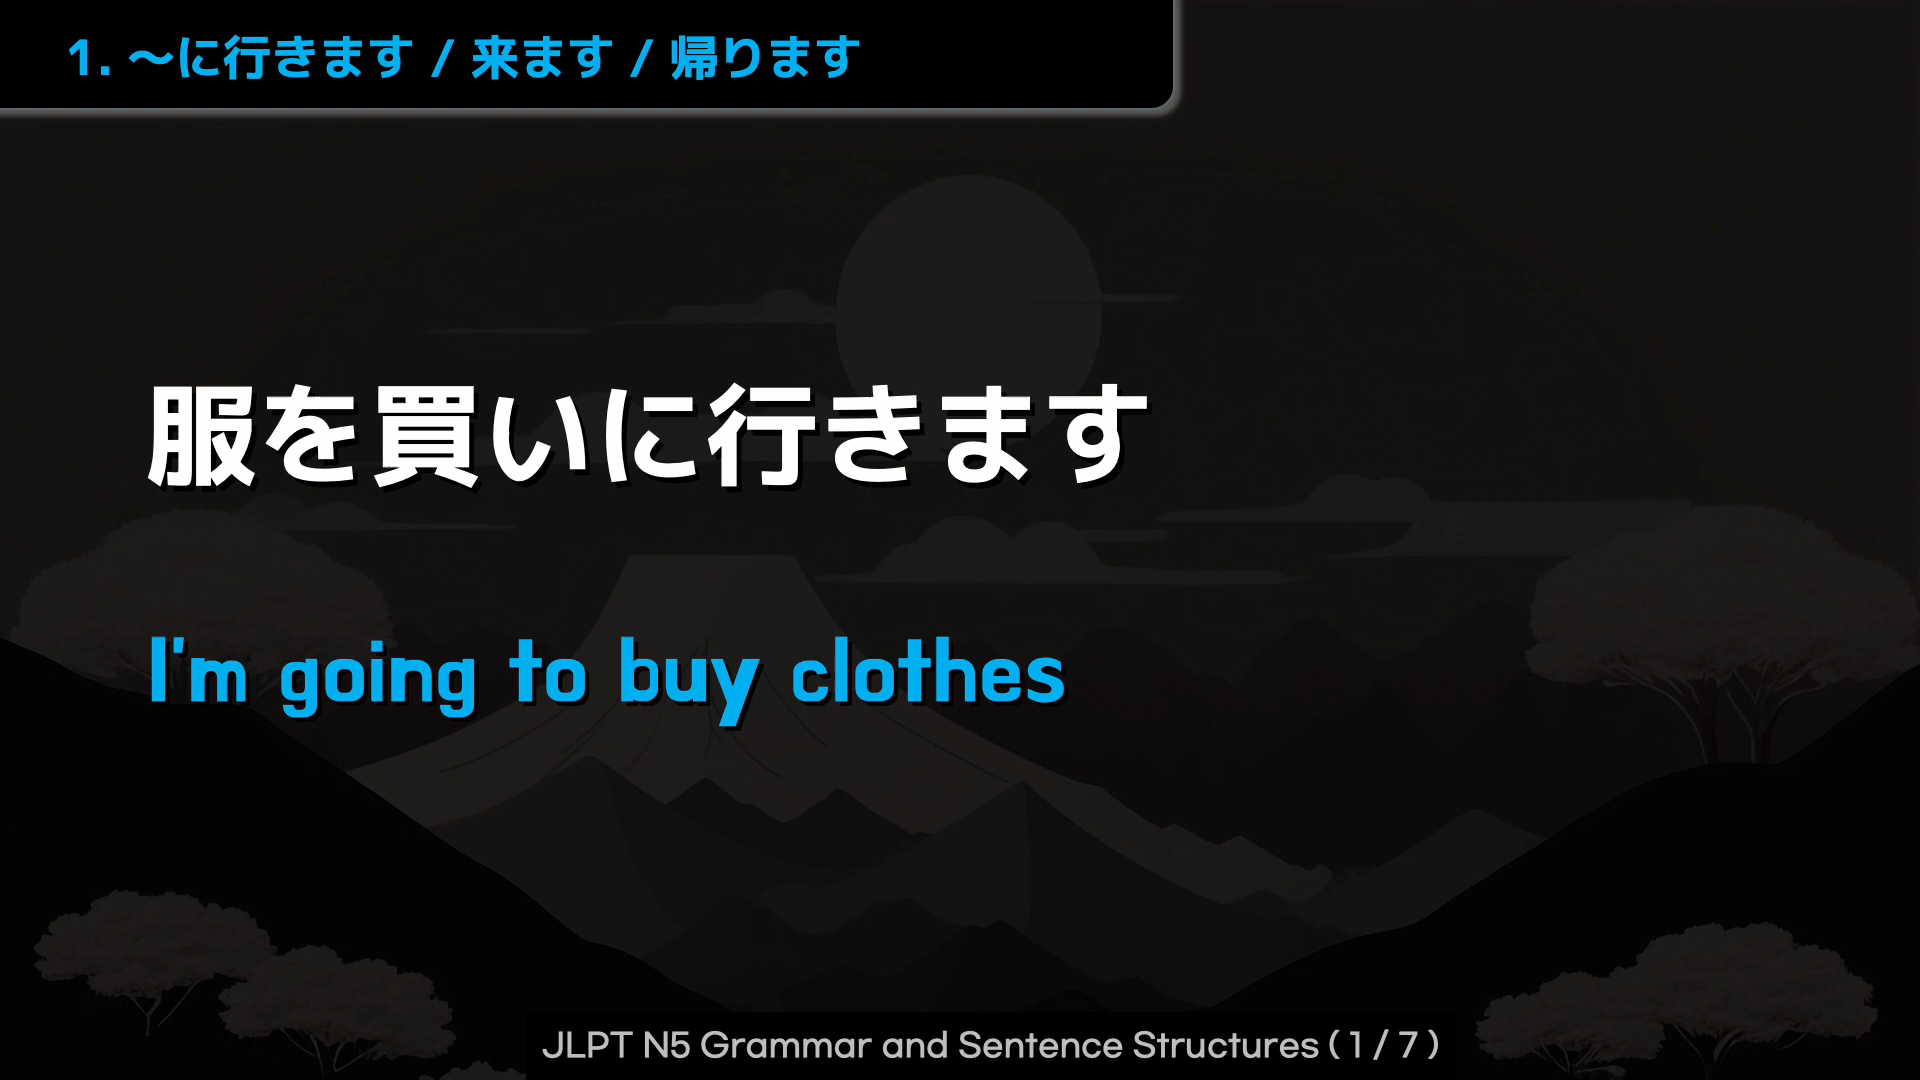 1. ～に行きます / 来ます / 帰ります
服を買いに行きます
I'm going to buy clothes
JLPT N5 Grammar and Sentence Structures ( 1 / 7 )